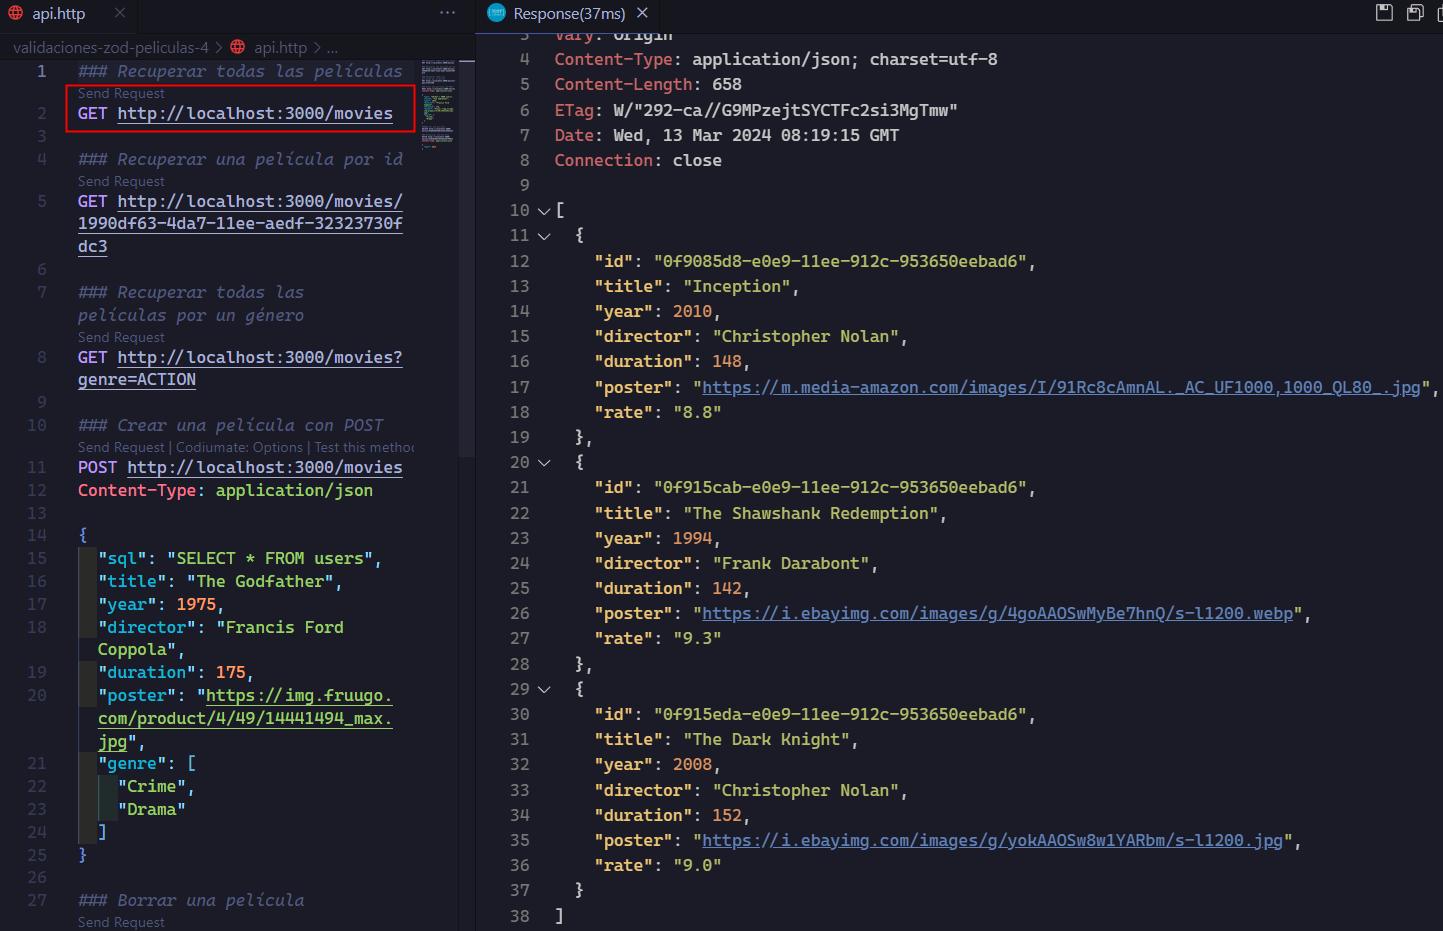 api.http
validaciones-zod-peliculas-4 > api.http > ...
1 ### Recuperar todas las películas
Send Request
2 GET http://localhost:3000/movies
3
4 ### Recuperar una película por id
Send Request
5 GET http://localhost:3000/movies/
1990df63-4da7-11ee-aedf-32323730f
dc3
6
7 ### Recuperar todas las
películas por un género
Send Request
8 GET http://localhost:3000/movies?
genre=ACTION
9
10 ### Crear una película con POST
Send Request | Codiumate: Options | Test this method
11 POST http://localhost:3000/movies
12 Content-Type: application/json
13
14 {
15 "sql": "SELECT * FROM users",
16 "title": "The Godfather",
17 "year": 1975,
18 "director": "Francis Ford
Coppola",
19 "duration": 175,
20 "poster": "https://img.fruugo.
com/product/4/49/14441494_max.
jpg",
21 "genre": [
22 "Crime",
23 "Drama"
24 ]
25 }
26
27 ### Borrar una película
Send Request
Response(37ms)
3 Vary: Origin
4 Content-Type: application/json; charset=utf-8
5 Content-Length: 658
6 ETag: W/"292-ca//G9MPzejtSYCTFc2si3MgTmw"
7 Date: Wed, 13 Mar 2024 08:19:15 GMT
8 Connection: close
9
10 [
11 {
12 "id": "0f9085d8-e0e9-11ee-912c-953650eebad6",
13 "title": "Inception",
14 "year": 2010,
15 "director": "Christopher Nolan",
16 "duration": 148,
17 "poster": "https://m.media-amazon.com/images/I/91Rc8cAmnAL._AC_UF1000,1000_QL80_.jpg",
18 "rate": "8.8"
19 },
20 {
21 "id": "0f915cab-e0e9-11ee-912c-953650eebad6",
22 "title": "The Shawshank Redemption",
23 "year": 1994,
24 "director": "Frank Darabont",
25 "duration": 142,
26 "poster": "https://i.ebayimg.com/images/g/4goAAOSwMyBe7hnQ/s-l1200.webp",
27 "rate": "9.3"
28 },
29 {
30 "id": "0f915eda-e0e9-11ee-912c-953650eebad6",
31 "title": "The Dark Knight",
32 "year": 2008,
33 "director": "Christopher Nolan",
34 "duration": 152,
35 "poster": "https://i.ebayimg.com/images/g/yokAAOSw8w1YARbm/s-l1200.jpg",
36 "rate": "9.0"
37 }
38 ]